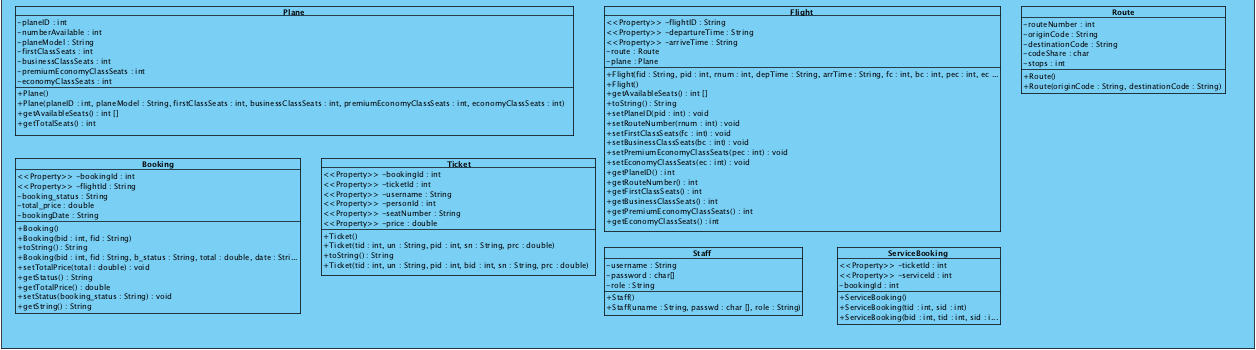 Plane
-planeID : int
-numberAvailable : int
-planeModel : String
-firstClassSeats : int
-businessClassSeats : int
-premiumEconomyClassSeats : int
-economyClassSeats : int
+Plane()
+Plane(planeID : int, planeModel : String, firstClassSeats : int, businessClassSeats : int, premiumEconomyClassSeats : int, economyClassSeats : int)
+getAvailableSeats() : int []
+getTotalSeats() : int
Flight
<<Property>> -flightID : String
<<Property>> -departureTime : String
<<Property>> -arriveTime : String
-route : Route
-plane : Plane
+Flight(fid : String, pid : int, rnum : int, depTime : String, arrTime : String, fc : int, bc : int, pec : int, ec ...
+Flight()
+getAvailableSeats() : int []
+toString() : String
+setPlaneID(pid : int) : void
+setRouteNumber(rnum : int) : void
+setFirstClassSeats(fc : int) : void
+setBusinessClassSeats(bc : int) : void
+setPremiumEconomyClassSeats(pec : int) : void
+setEconomyClassSeats(ec : int) : void
+getPlaneID() : int
+getRouteNumber() : int
+getFirstClassSeats() : int
+getBusinessClassSeats() : int
+getPremiumEconomyClassSeats() : int
+getEconomyClassSeats() : int
Route
-routeNumber : int
-originCode : String
-destinationCode : String
-codeShare : char
-stops : int
+Route()
+Route(originCode : String, destinationCode : String)
Booking
<<Property>> -bookingId : int
<<Property>> -flightId : String
-booking_status : String
-total_price : double
-bookingDate : String
+Booking()
+Booking(bid : int, fid : String)
+toString() : String
+Booking(bid : int, fid : String, b_status : String, total : double, date : Stri...
+setTotalPrice(total : double) : void
+getStatus() : String
+getTotalPrice() : double
+setStatus(booking_status : String) : void
+getString() : String
Ticket
<<Property>> -bookingId : int
<<Property>> -ticketId : int
<<Property>> -username : String
<<Property>> -personId : int
<<Property>> -seatNumber : String
<<Property>> -price : double
+Ticket()
+Ticket(tid : int, un : String, pid : int, sn : String, prc : double)
+toString() : String
+Ticket(tid : int, un : String, pid : int, bid : int, sn : String, prc : double)
Staff
-username : String
-password : char[]
-role : String
+Staff()
+Staff(uname : String, passwd : char [], role : String)
ServiceBooking
<<Property>> -ticketId : int
<<Property>> -serviceId : int
-bookingId : int
+ServiceBooking()
+ServiceBooking(tid : int, sid : int)
+ServiceBooking(bid : int, tid : int, sid : i...